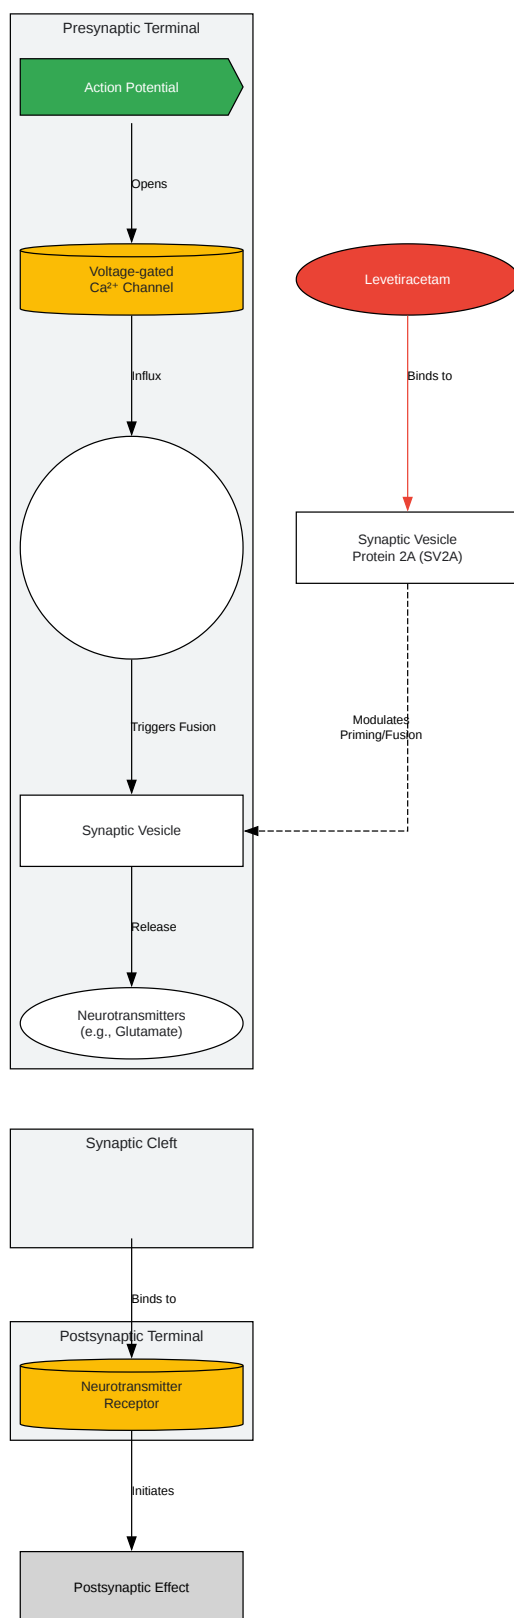 Presynaptic Terminal
Action Potential
Opens
Voltage-gated
Ca²⁺ Channel
Levetiracetam
Influx
Binds to
Synaptic Vesicle
Protein 2A (SV2A)
Triggers Fusion
Modulates
Priming/Fusion
Synaptic Vesicle
Release
Neurotransmitters
(e.g., Glutamate)
Synaptic Cleft
Binds to
Postsynaptic Terminal
Neurotransmitter
Receptor
Initiates
Postsynaptic Effect